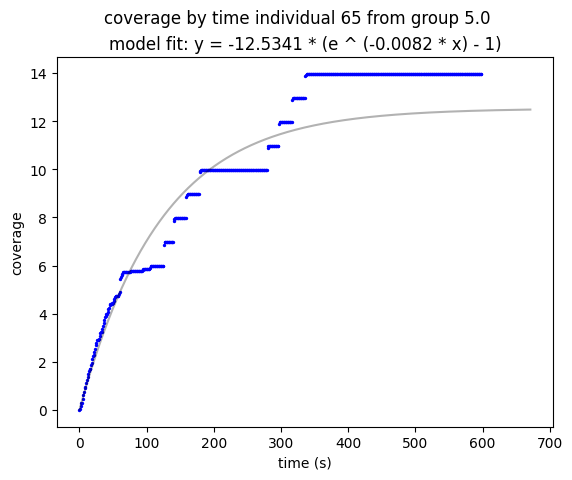 coverage by time individual 65 from group 5.0
model fit: y = -12.5341 * (e ^ (-0.0082 * x) - 1)
14
12
10
8
6
4
2
0
coverage
0 100 200 300 400 500 600 700
time (s)